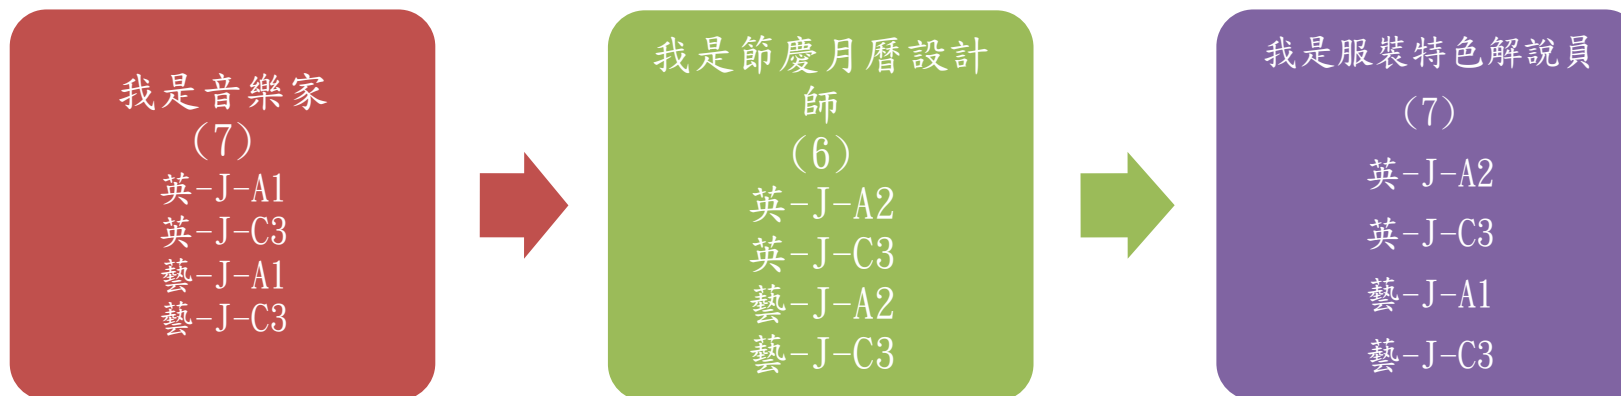 我是音樂家
(7)
英-J-A1
英-J-C3
藝-J-A1
藝-J-C3
我是節慶月曆設計
師
(6)
英-J-A2
英-J-C3
藝-J-A2
藝-J-C3
我是服裝特色解說員
(7)
英-J-A2
英-J-C3
藝-J-A1
藝-J-C3